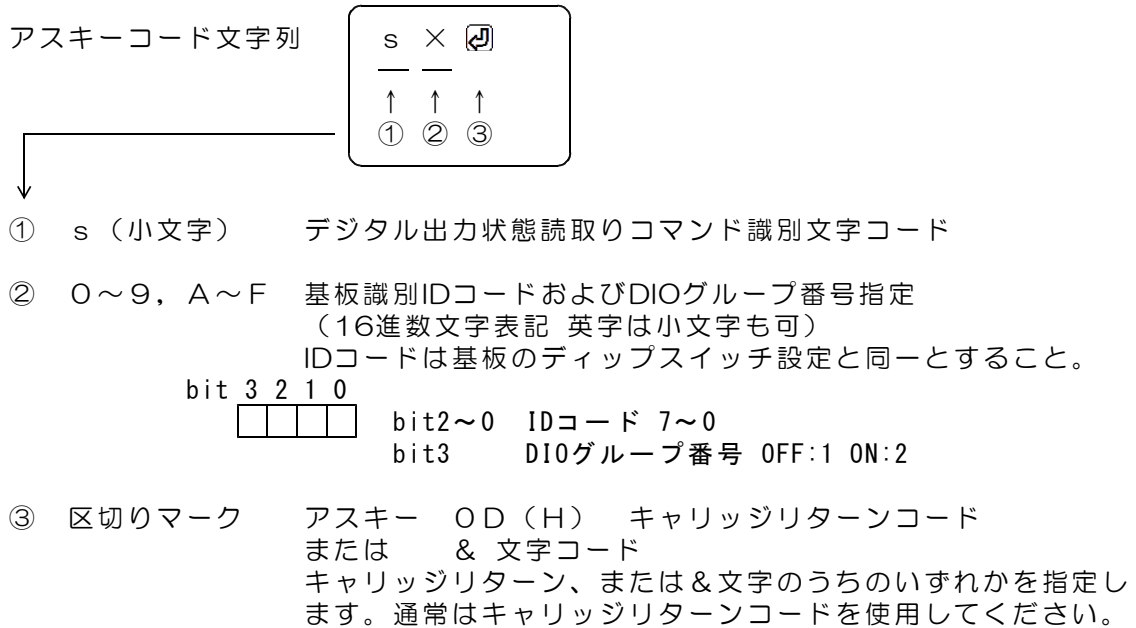 アスキーコード文字列 s × ⏎
↑ ↑ ↑
① ② ③
① s（小文字） デジタル出力状態読取りコマンド識別文字コード
② 0～9，A～F 基板識別IDコードおよびDIOグループ番号指定
（16進数文字表記 英字は小文字も可）
IDコードは基板のディップスイッチ設定と同一とすること。
bit 3 2 1 0
bit2～0 IDコード 7～0
bit3 DIOグループ番号 OFF:1 ON:2
③ 区切りマーク アスキー 0D（H） キャリッジリターンコード
または & 文字コード
キャリッジリターン、または&文字のうちのいずれかを指定し
ます。通常はキャリッジリターンコードを使用してください。